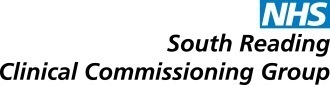 NHS
South Reading
Clinical Commissioning Group